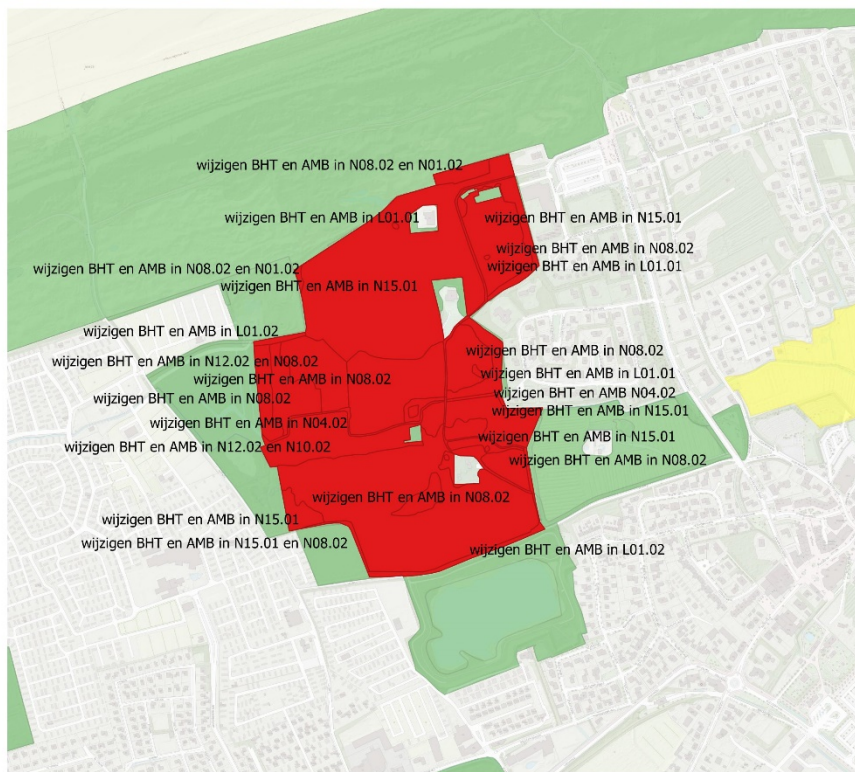 wijzigen BHT en AMB in N08.02 en N01.02
wijzigen BHT en AMB in L01.01
wijzigen BHT en AMB in N15.01
wijzigen BHT en AMB in N08.02
wijzigen BHT en AMB in L01.01
wijzigen BHT en AMB in N08.02 en N01.02
wijzigen BHT en AMB in N15.01
wijzigen BHT en AMB in L01.02
wijzigen BHT en AMB in N08.02
wijzigen BHT en AMB in N12.02 en N08.02
wijzigen BHT en AMB in L01.01
wijzigen BHT en AMB in N08.02
wijzigen BHT en AMB N04.02
wijzigen BHT en AMB in N08.02
wijzigen BHT en AMB in N15.01
wijzigen BHT en AMB in N04.02
wijzigen BHT en AMB in N15.01
wijzigen BHT en AMB in N12.02 en N10.02
wijzigen BHT en AMB in N08.02
wijzigen BHT en AMB in N08.02
wijzigen BHT en AMB in N15.01
wijzigen BHT en AMB in N15.01 en N08.02
wijzigen BHT en AMB in L01.02